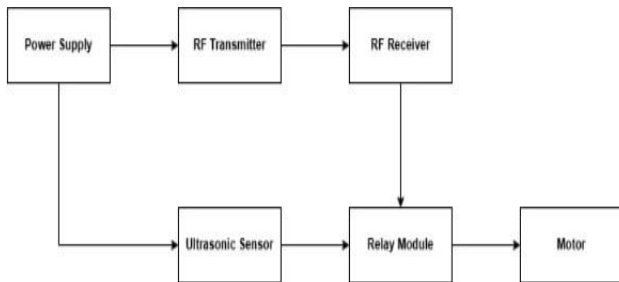 Power Supply
RF Transmitter
RF Receiver
Ultrasonic Sensor
Relay Module
Motor